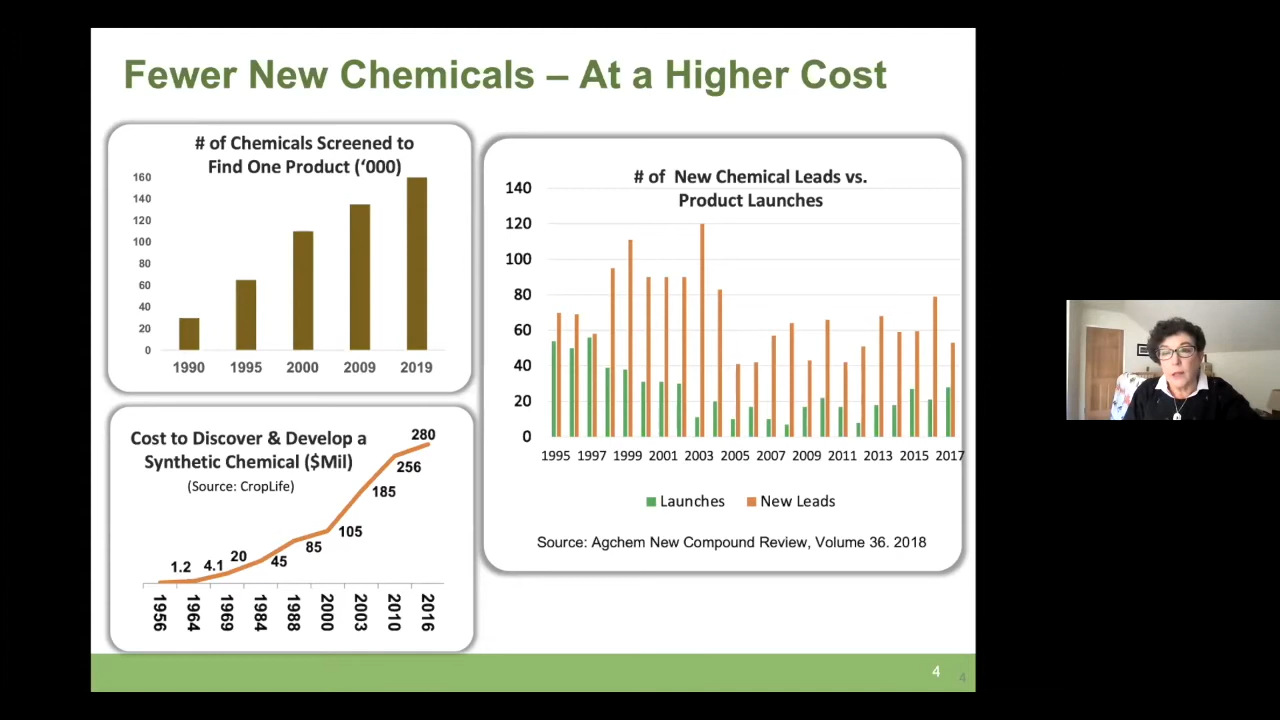 Fewer New Chemicals – At a Higher Cost
# of Chemicals Screened to
Find One Product (‘000)
160
140
120
100
80
60
40
20
0
1990 1995 2000 2009 2019
Cost to Discover & Develop a
Synthetic Chemical ($Mil)
(Source: CropLife)
280
256
185
105
85
45
20
4.1
1.2
1956 1964 1969 1984 1988 2000 2003 2010 2016
# of New Chemical Leads vs.
Product Launches
140
120
100
80
60
40
20
0
1995 1997 1999 2001 2003 2005 2007 2009 2011 2013 2015 2017
Launches New Leads
Source: Agchem New Compound Review, Volume 36. 2018
4
4